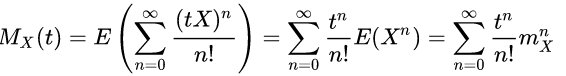 $M_X(t) = E\left(\sum_{n=0}^{\infty} \frac{(tX)^n}{n!}\right) = \sum_{n=0}^{\infty} \frac{t^n}{n!} E(X^n) = \sum_{n=0}^{\infty} \frac{t^n}{n!} m_X^n$